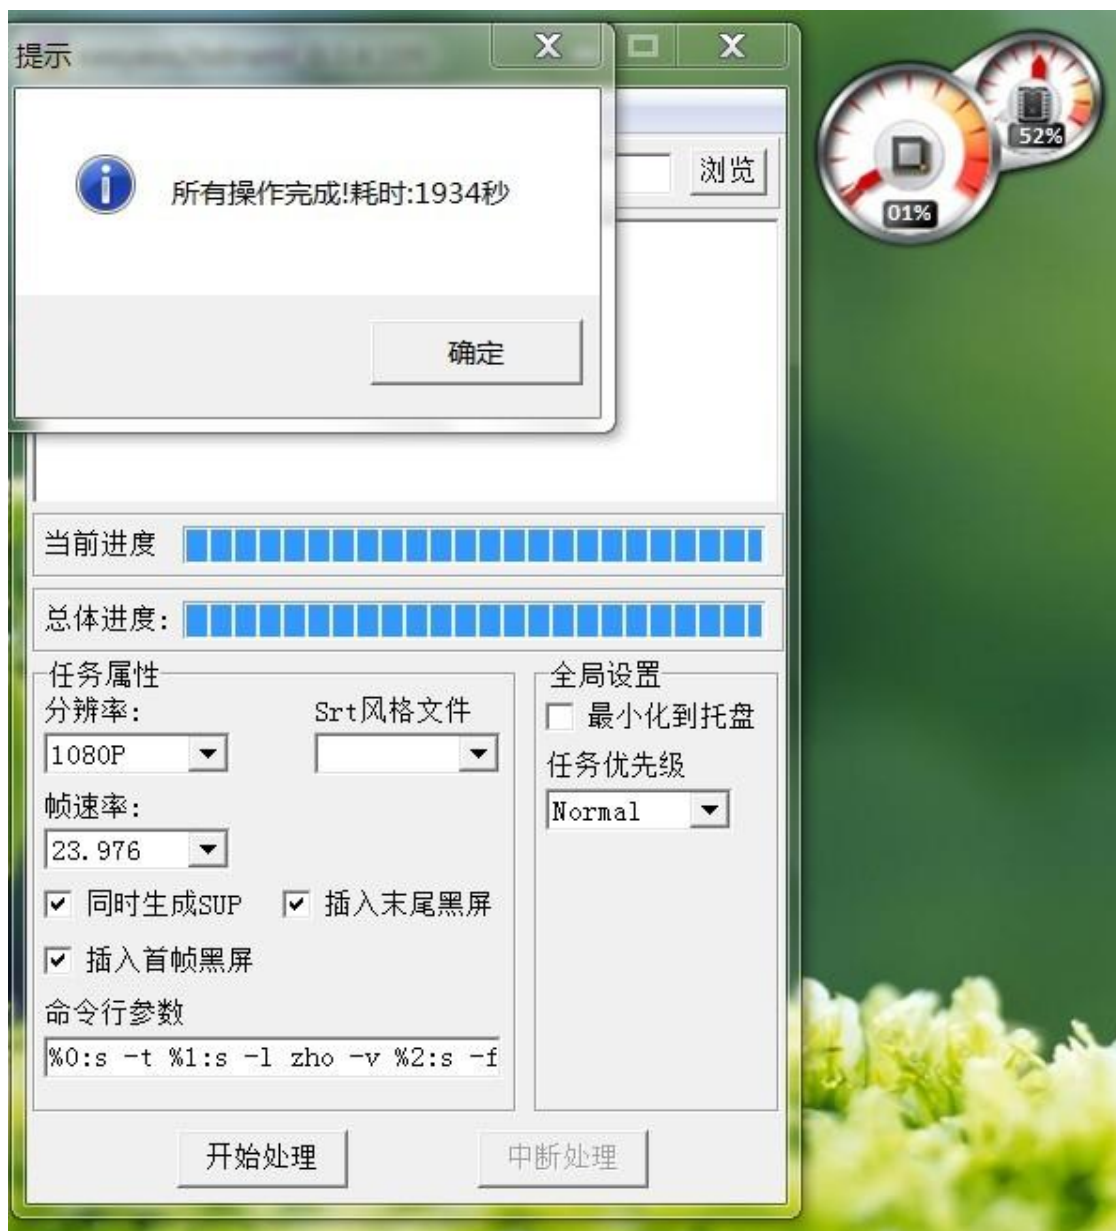 提示
所有操作完成!耗时:1934秒
确定
浏览
52%
01%
当前进度
总体进度:
任务属性
分辨率:
Srt风格文件
1080P
帧速率:
23.976
同时生成SUP
插入末尾黑屏
插入首帧黑屏
命令行参数
%0:s -t %1:s -l zho -v %2:s -f
全局设置
最小化到托盘
任务优先级
Normal
开始处理
中断处理